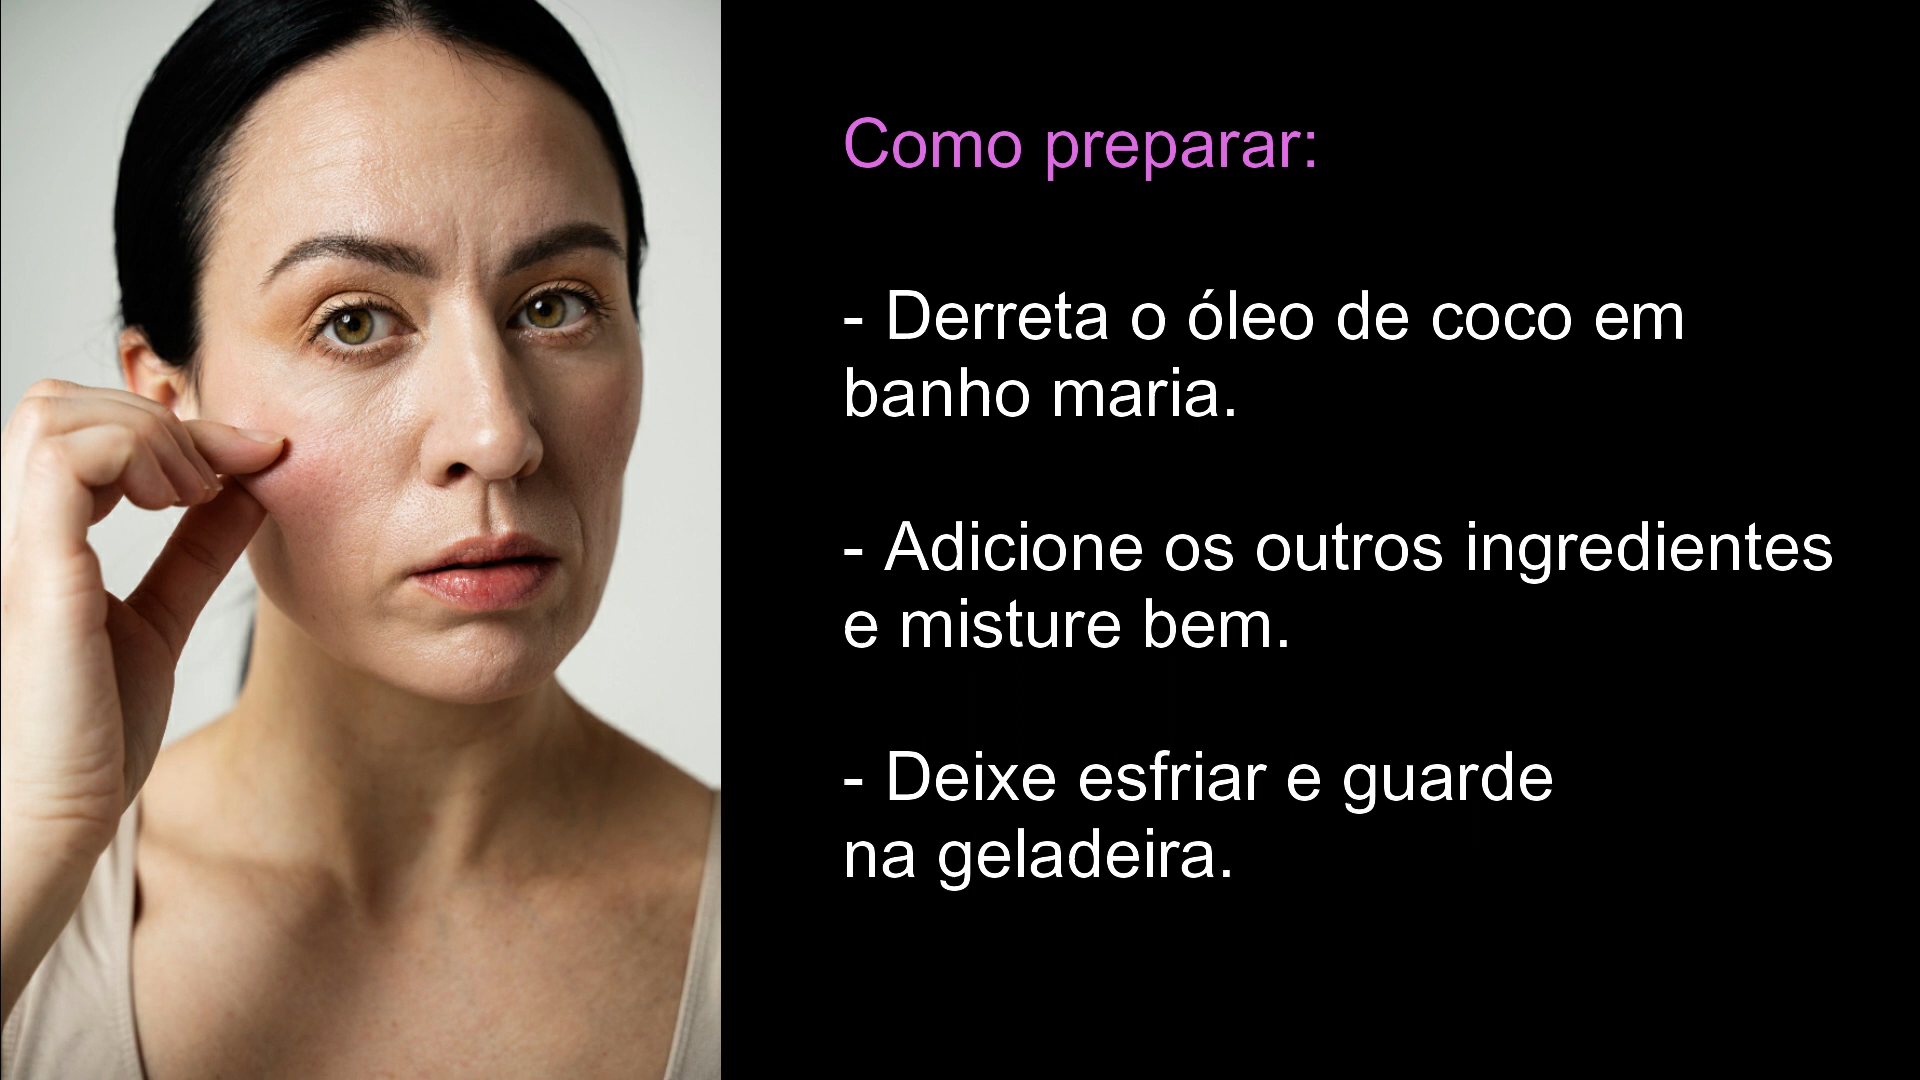 Como preparar:
- Derreta o óleo de coco em
banho maria.
- Adicione os outros ingredientes
e misture bem.
- Deixe esfriar e guarde
na geladeira.